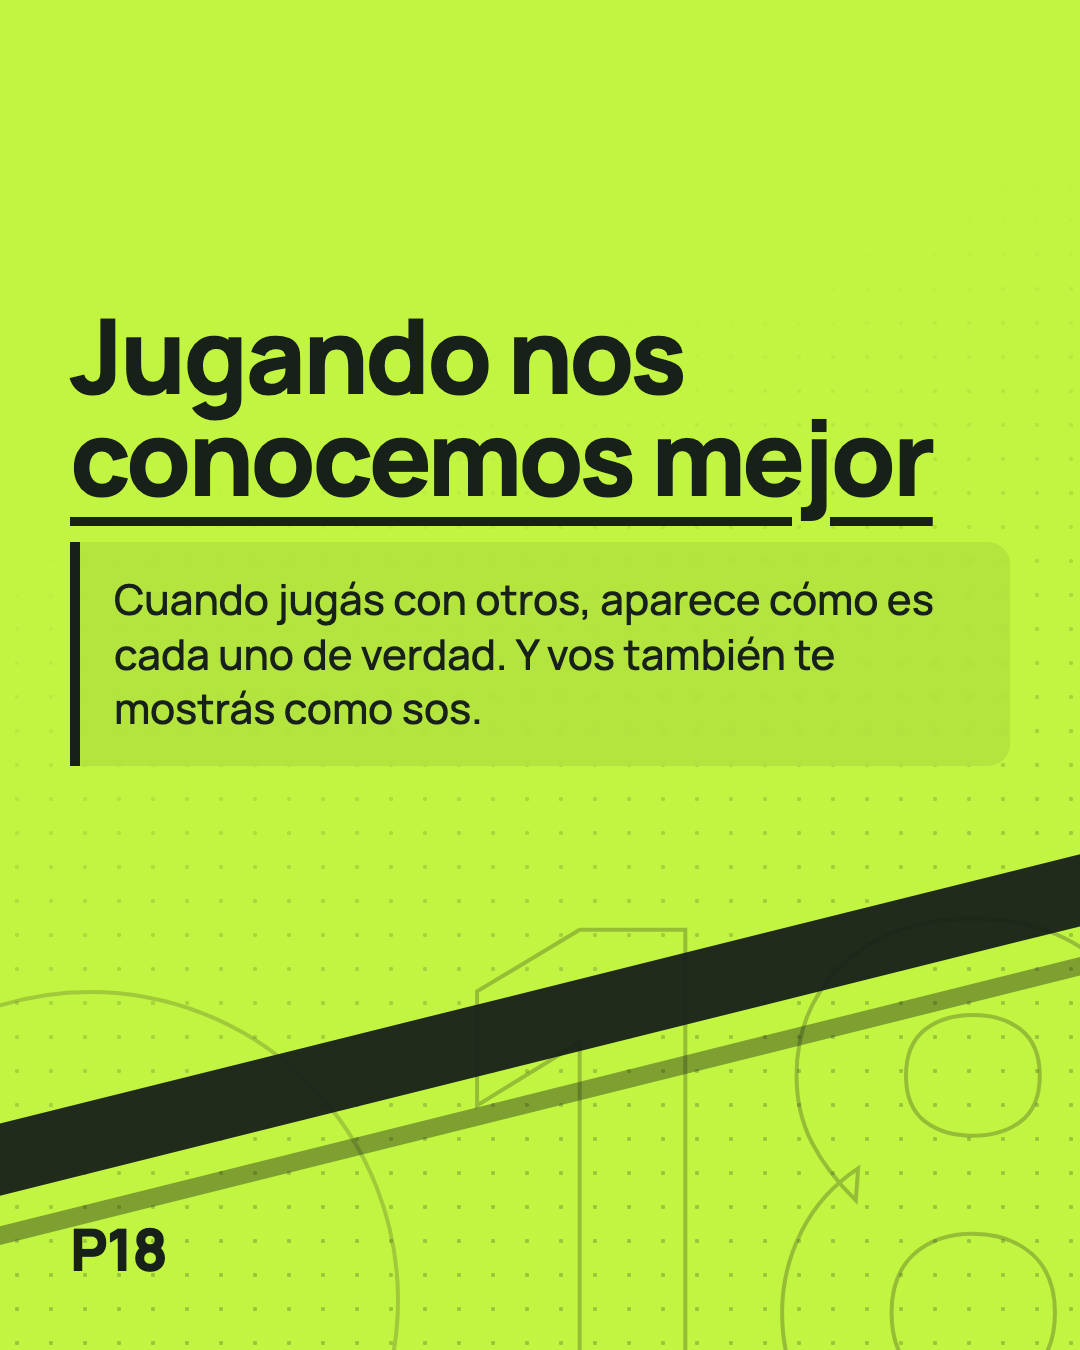 Jugando nos
conocemos mejor
Cuando jugás con otros, aparece cómo es
cada uno de verdad. Y vos también te
mostrás como sos.
18
P18